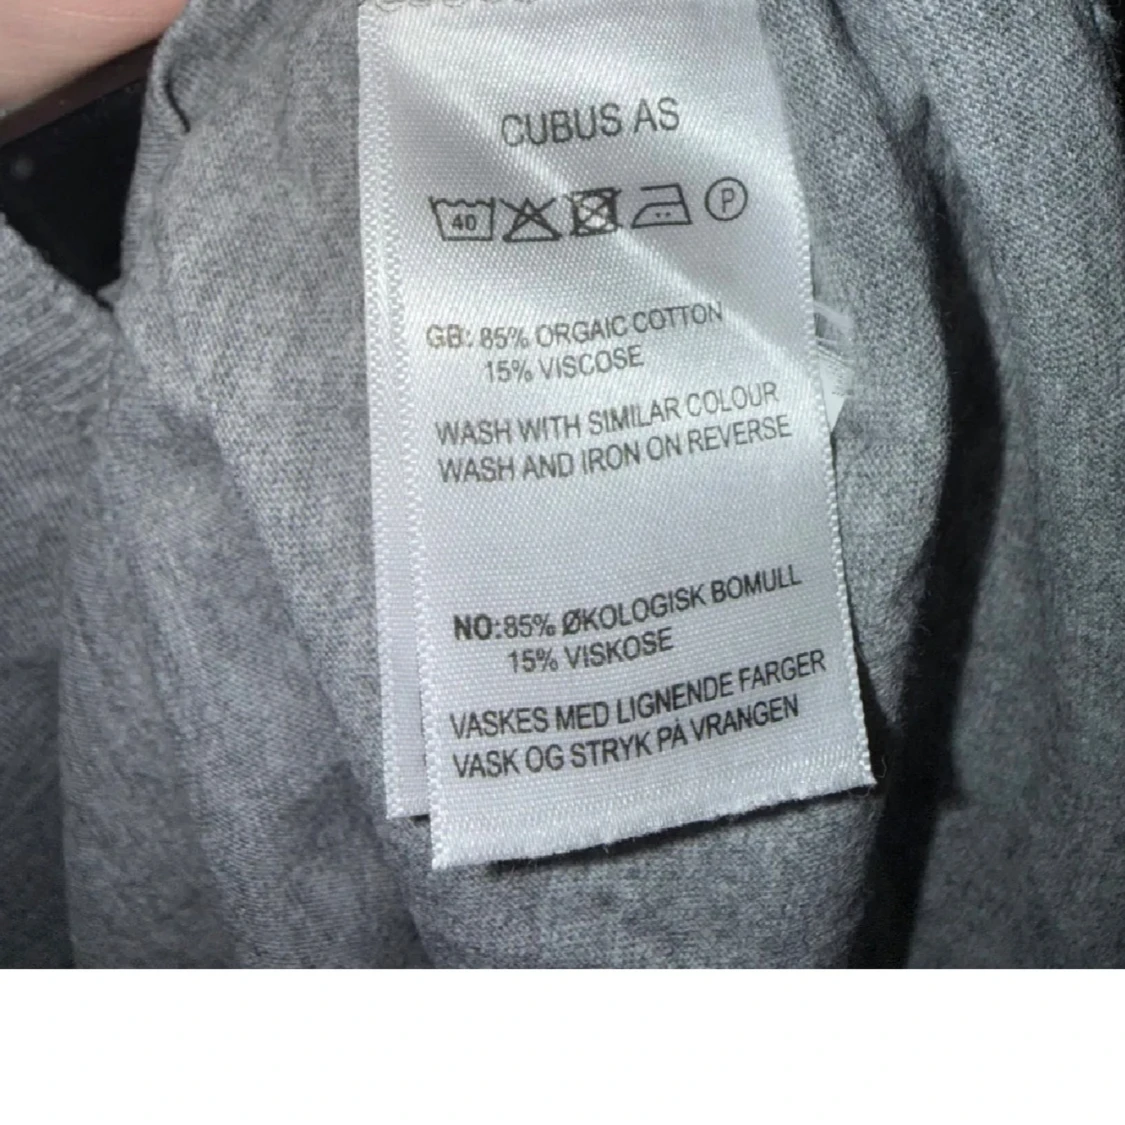 CUBUS AS
40 P
GB: 85% ORGAIC COTTON
15% VISCOSE
WASH WITH SIMILAR COLOUR
WASH AND IRON ON REVERSE
NO:85% ØKOLOGISK BOMULL
15% VISKOSE
VASKES MED LIGNENDE FARGER
VASK OG STRYK PÅ VRANGEN